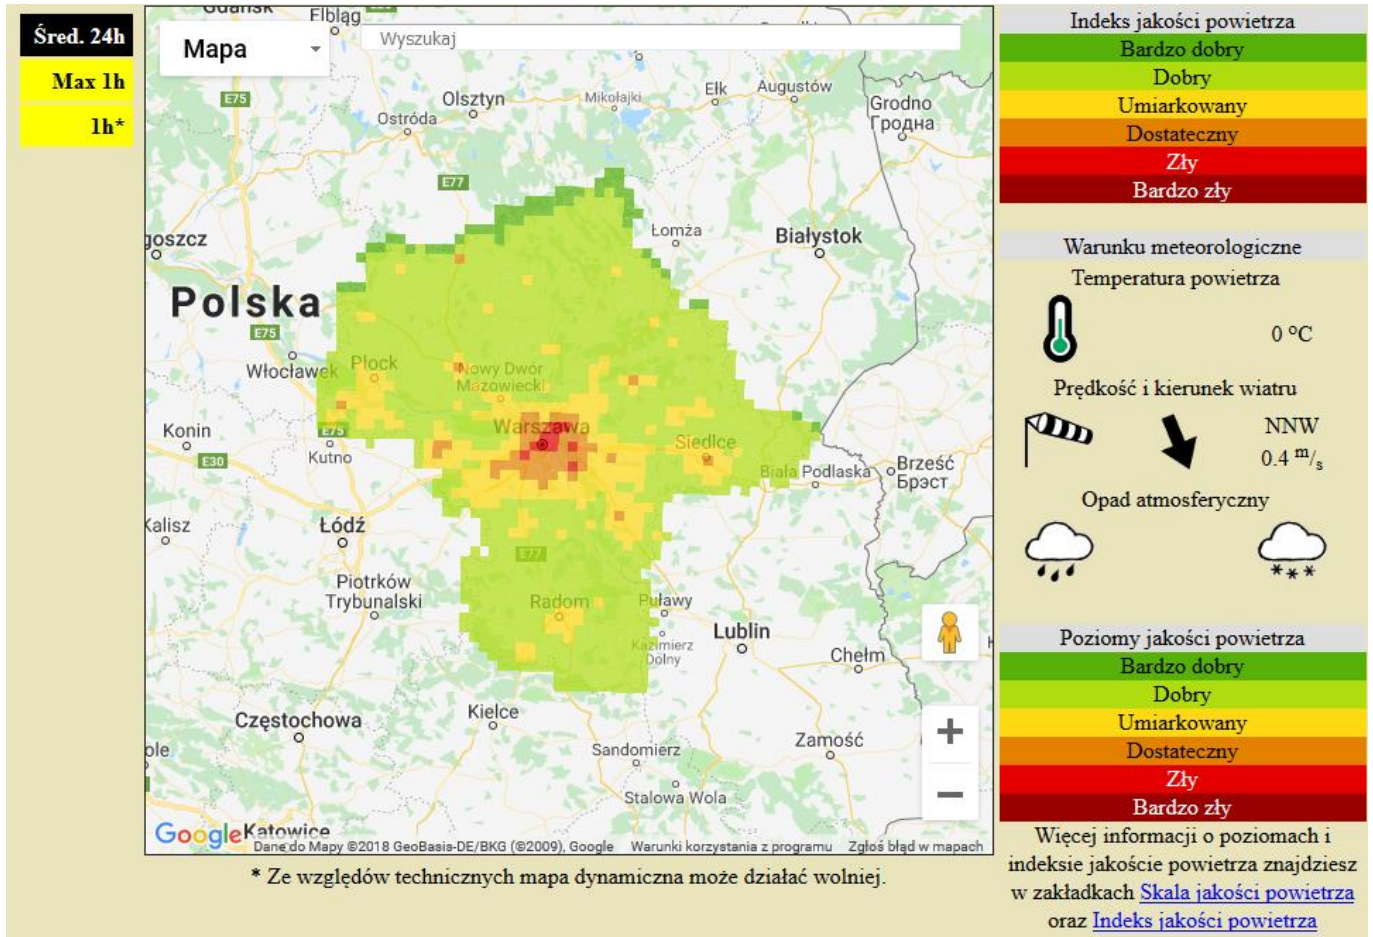 Śred. 24h
Max 1h
1h*
Mapa
Wyszukaj
Gdańsk
Elbląg
E75
Olsztyn
Ostróda
Mikołajki
Ełk
Augustów
Grodno
Гродна
E77
Łomża
Białystok
goszcz
Polska
E75
Włocławek
Płock
Nowy Dwór
Mazowiecki
Warszawa
Siedlce
Konin
E75
E30
Kutno
Biała Podlaska
Brześć
Брэст
Kalisz
Łódź
E77
Piotrków
Trybunalski
Radom
Puławy
Kazimierz
Dolny
Lublin
Chełm
Częstochowa
Kielce
Sandomierz
Zamość
ole
Stalowa Wola
Katowice
Google
Dane do Mapy ©2018 GeoBasis-DE/BKG (©2009), Google
Warunki korzystania z programu
Zgłoś błąd w mapach
* Ze względów technicznych mapa dynamiczna może działać wolniej.
Indeks jakości powietrza
Bardzo dobry
Dobry
Umiarkowany
Dostateczny
Zły
Bardzo zły
Warunku meteorologiczne
Temperatura powietrza
0 °C
Prędkość i kierunek wiatru
NNW
0.4 m/s
Opad atmosferyczny
Poziomy jakości powietrza
Bardzo dobry
Dobry
Umiarkowany
Dostateczny
Zły
Bardzo zły
Więcej informacji o poziomach i
indeksie jakoście powietrza znajdziesz
w zakładkach Skala jakości powietrza
oraz Indeks jakości powietrza